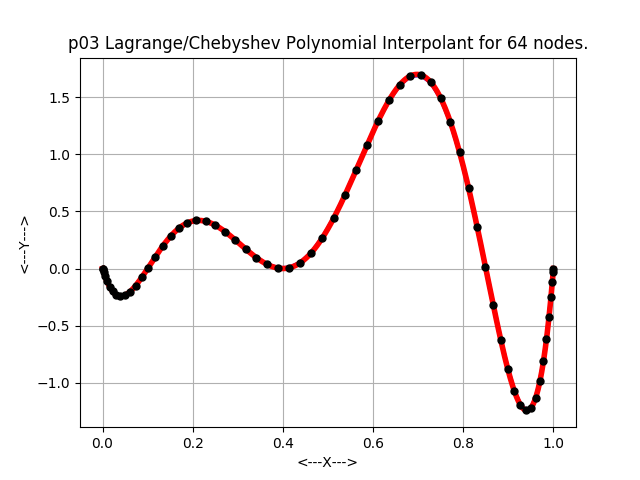 p03 Lagrange/Chebyshev Polynomial Interpolant for 64 nodes.
1.5
1.0
0.5
0.0
−0.5
−1.0
<---Y--->
0.0 0.2 0.4 0.6 0.8 1.0
<---X--->